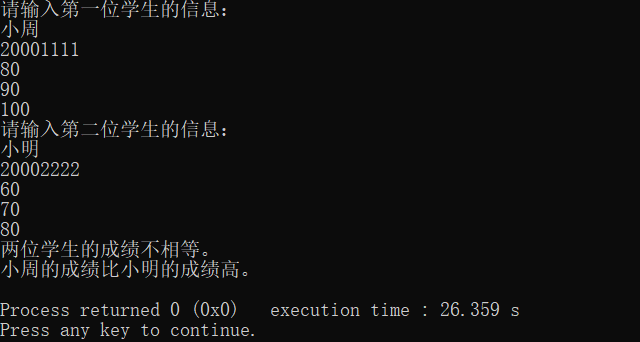 请输入第一位学生的信息：
小周
20001111
80
90
100
请输入第二位学生的信息：
小明
20002222
60
70
80
两位学生的成绩不相等。
小周的成绩比小明的成绩高。
Process returned 0 (0x0)   execution time : 26.359 s
Press any key to continue.